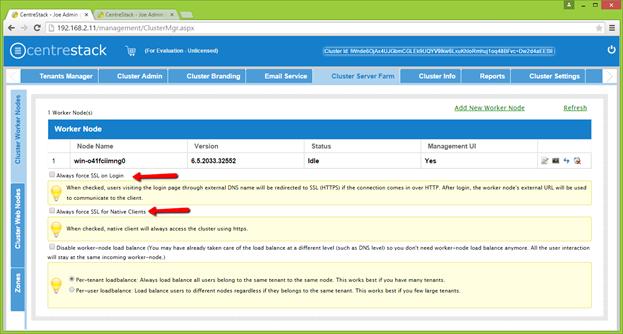 CentreStack - Joe Admin
CentreStack - Joe Admin
192.168.2.11/management/ClusterMgr.aspx
centrestack
(For Evaluation - Unlicensed)
Tenants Manager
Cluster Admin
Cluster Branding
Email Service
Cluster Server Farm
Cluster Info
Reports
Cluster Settings
Cluster Worker Nodes
Cluster Web Nodes
Zones
1 Worker Node(s)
Add New Worker Node
Refresh
Worker Node
Node Name Version Status Management UI
1 win-o41fciimng0 6.5.2033.32552 Idle Yes
Always force SSL on Login
When checked, users visiting the login page through external DNS name will be redirected to SSL (HTTPS) if the connection comes in over HTTP. After login, the worker node's external URL will be used
to communicate to the client.
Always force SSL for Native Clients
When checked, native client will always access the cluster using https.
Disable worker-node load balance (You may have already taken care of the load balance at a different level (such as DNS level) so you don't need worker-node load balance anymore. All the user interaction
will stay at the same incoming worker-node.)
Per-tenant loadbalance: Always load balance all users belong to the same tenant to the same node. This works best if you have many tenants.
Per-user loadbalance: Load balance users to different nodes regardless if they belongs to the same tenant. This works best if you few large tenants.